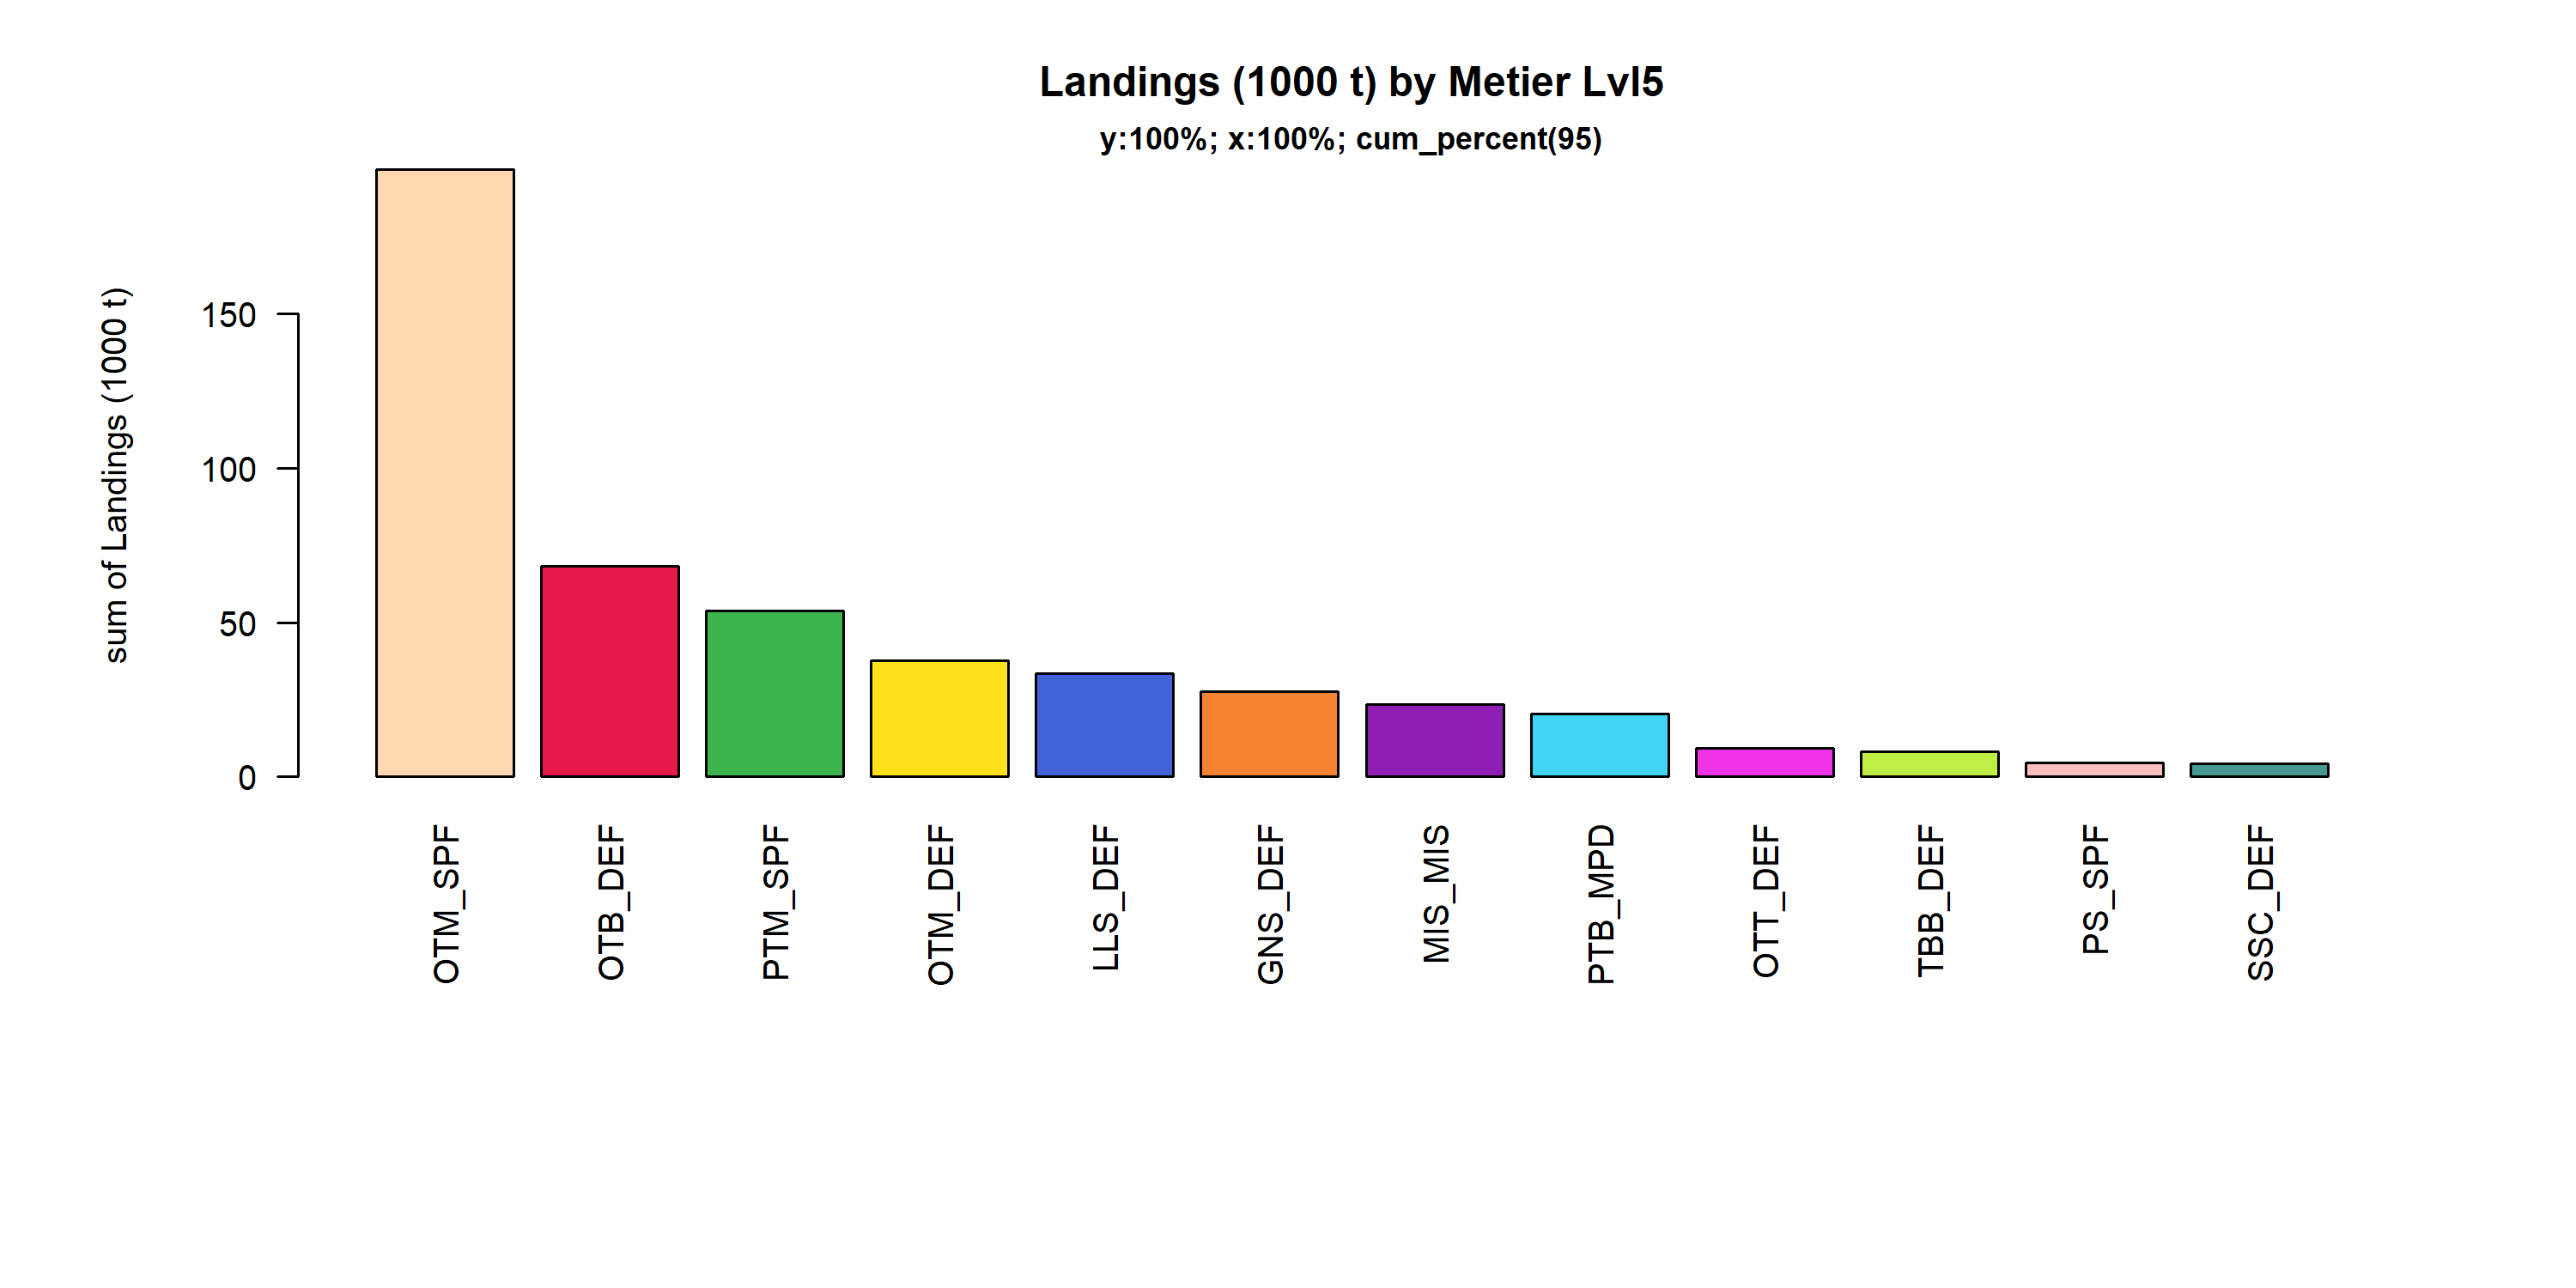 Landings (1000 t) by Metier Lvl5
y:100%; x:100%; cum_percent(95)
sum of Landings (1000 t)
150
100
50
0
OTM_SPF
OTB_DEF
PTM_SPF
OTM_DEF
LLS_DEF
GNS_DEF
MIS_MIS
PTB_MPD
OTT_DEF
TBB_DEF
PS_SPF
SSC_DEF